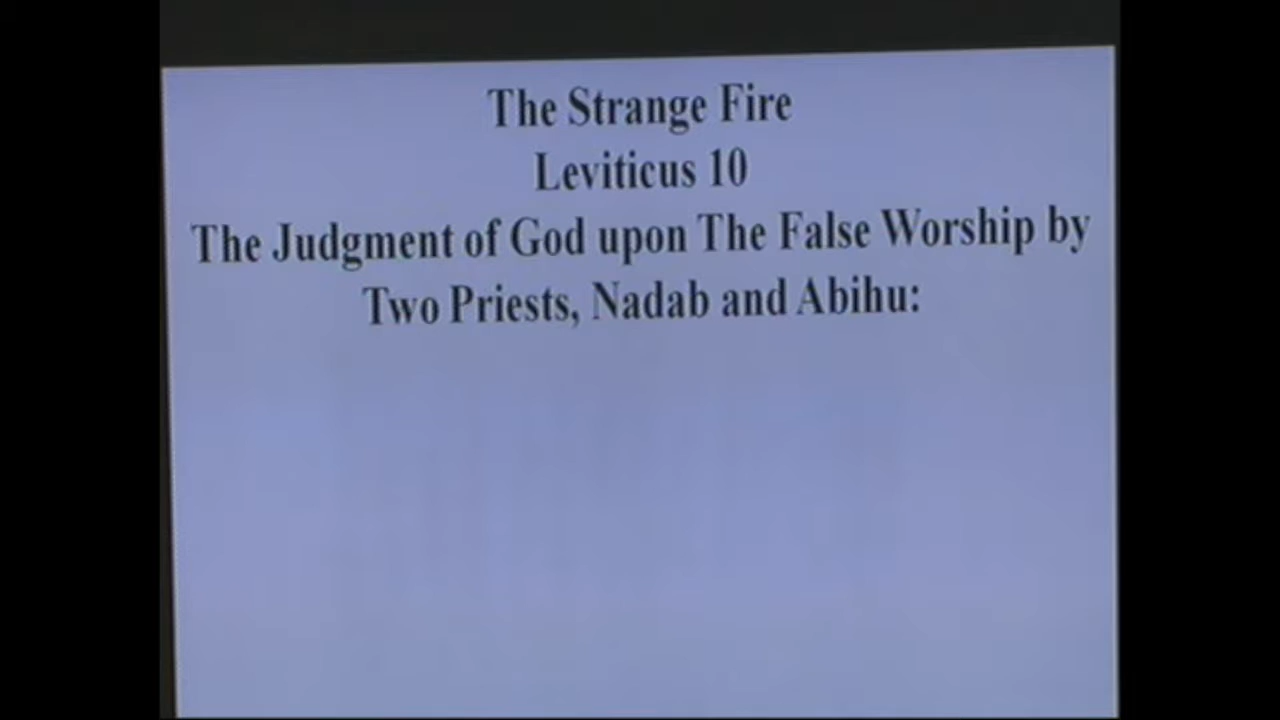 The Strange Fire
Leviticus 10
The Judgment of God upon The False Worship by
Two Priests, Nadab and Abihu: